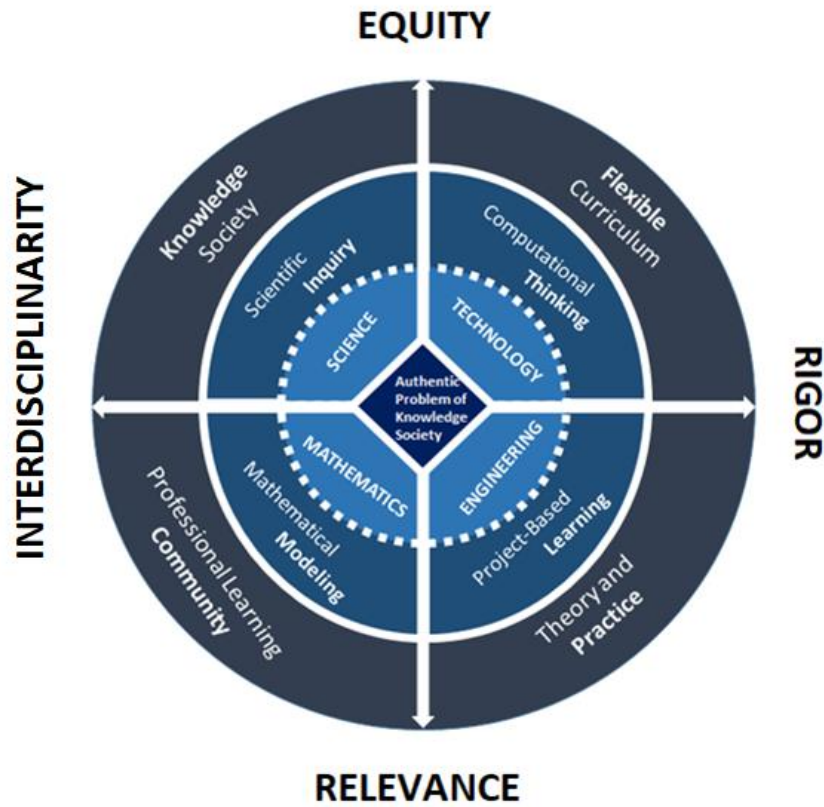 EQUITY
Knowledge
Society
Flexible
Curriculum
Scientific
Inquiry
Computational
Thinking
SCIENCE
TECHNOLOGY
INTERDISCIPLINARITY
Authentic
Problem of
Knowledge
Society
RIGOR
MATHEMATICS
ENGINEERING
Mathematical
Modeling
Project-Based
Learning
Professional Learning
Community
Theory and
Practice
RELEVANCE